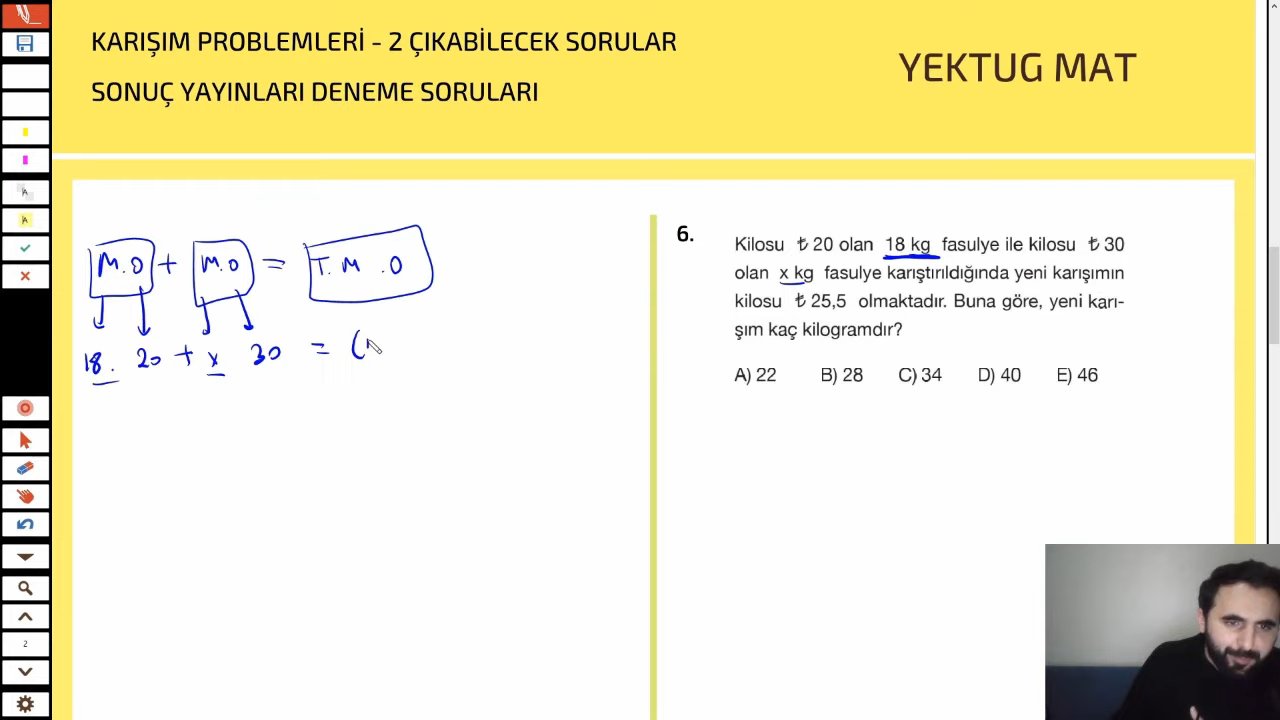 KARIŞIM PROBLEMLERİ - 2 ÇIKABİLECEK SORULAR
SONUÇ YAYINLARI DENEME SORULARI
YEKTUG MAT
M.O + M.O = T.M.O
18. 20 + x 30 = (
6.
Kilosu ₺ 20 olan 18 kg fasulye ile kilosu ₺ 30
olan x kg fasulye karıştırıldığında yeni karışımın
kilosu ₺ 25,5 olmaktadır. Buna göre, yeni karı-
şım kaç kilogramdır?
A) 22 B) 28 C) 34 D) 40 E) 46
2